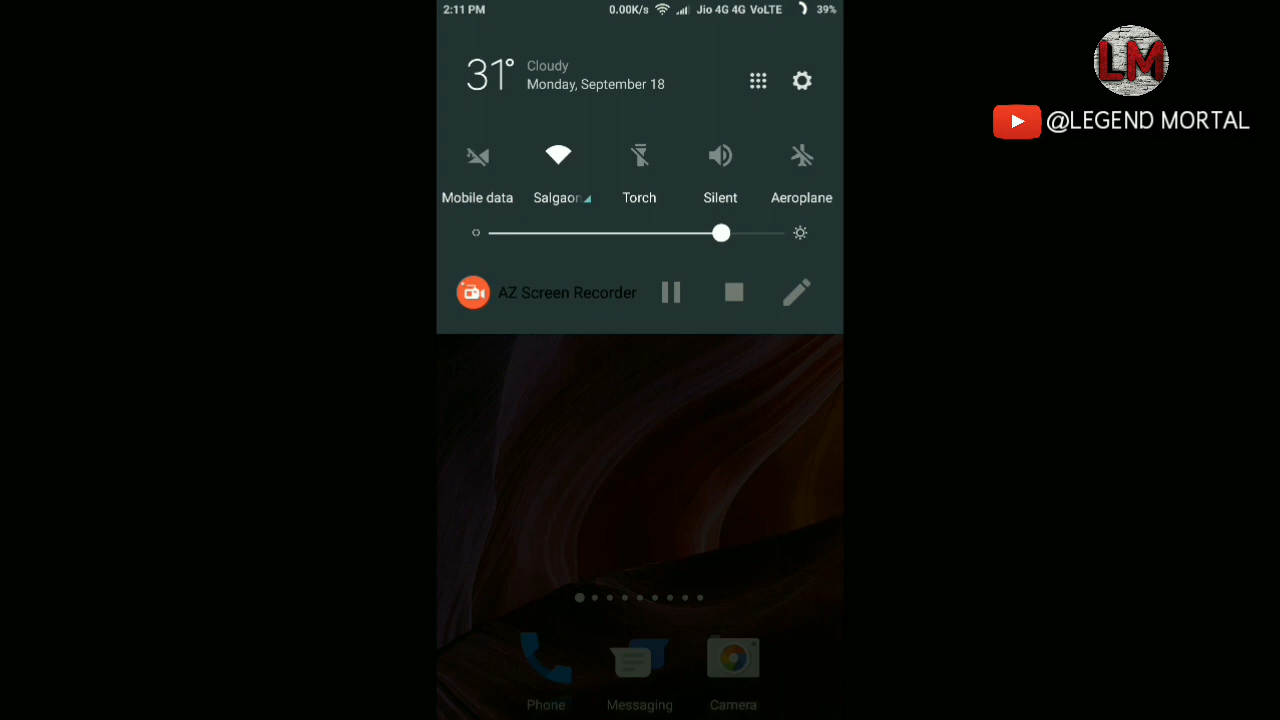 2:11 PM 0.00K/s Jio 4G 4G VoLTE 39%
LM
@LEGEND MORTAL
31° Cloudy
Monday, September 18
Mobile data Salgaon Torch Silent Aeroplane
AZ Screen Recorder
Phone Messaging Camera